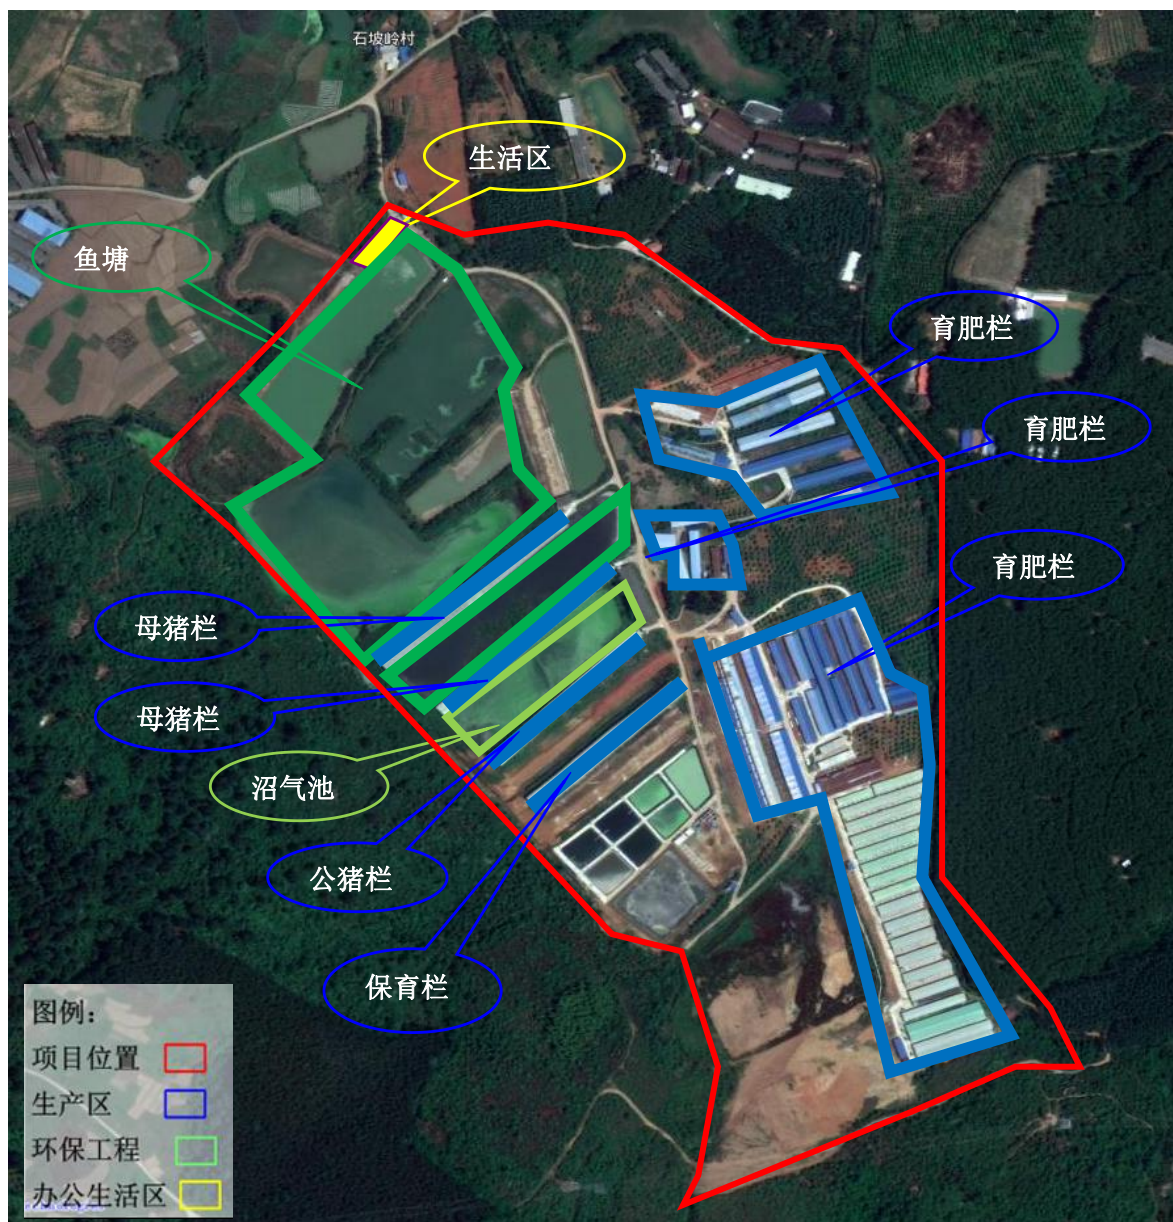 石坡岭村
生活区
鱼塘
育肥栏
育肥栏
育肥栏
母猪栏
母猪栏
沼气池
公猪栏
保育栏
图例：
项目位置
生产区
环保工程
办公生活区